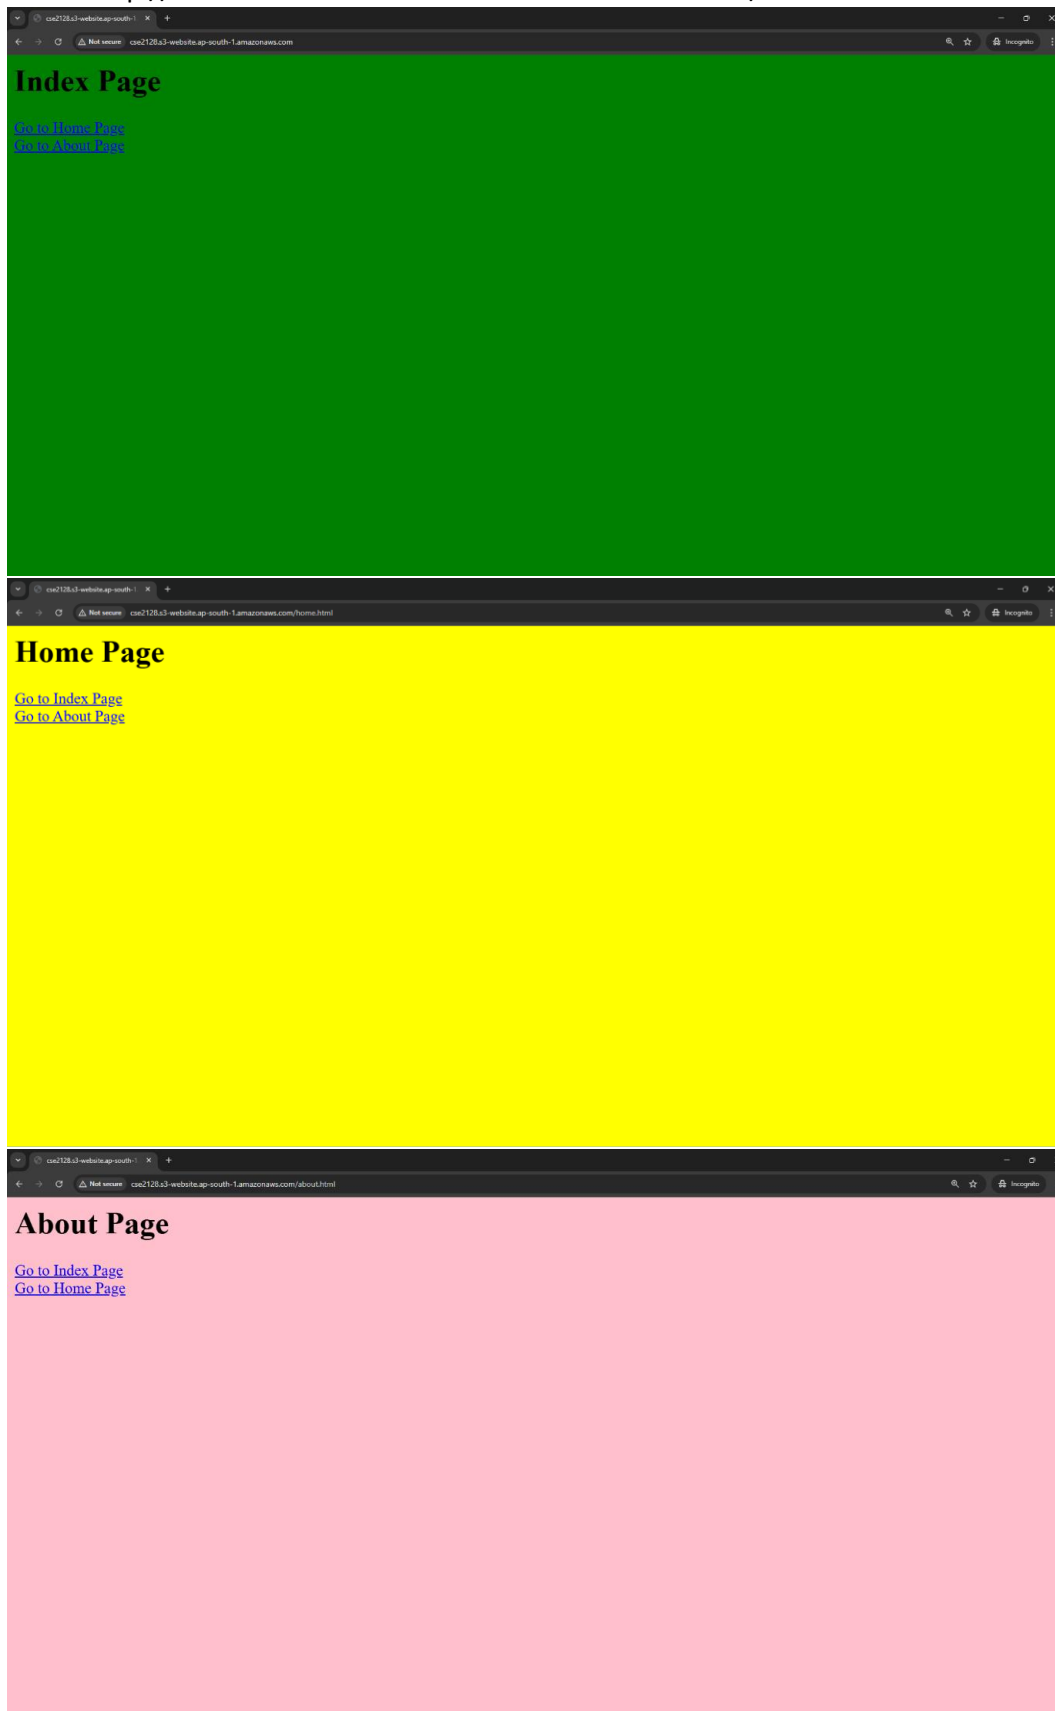 cse2128.s3-website.ap-south-1
Not secure cse2128.s3-website.ap-south-1.amazonaws.com
Incognito
Index Page
Go to Home Page
Go to About Page
cse2128.s3-website.ap-south-1
Not secure cse2128.s3-website.ap-south-1.amazonaws.com/home.html
Incognito
Home Page
Go to Index Page
Go to About Page
cse2128.s3-website.ap-south-1
Not secure cse2128.s3-website.ap-south-1.amazonaws.com/about.html
Incognito
About Page
Go to Index Page
Go to Home Page